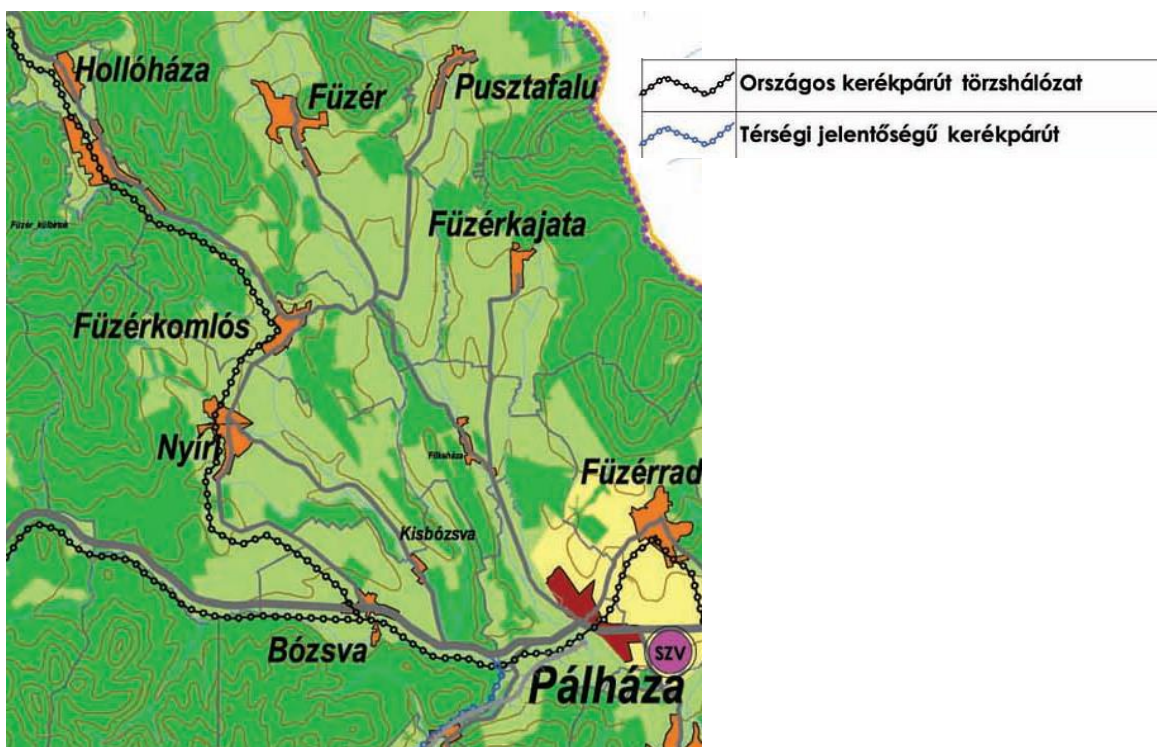 Hollóháza
Füzér
Pusztafalu
Füzérkajata
Füzérkomlós
Nyíri
Filkeháza
Füzérrad
Kisbózsva
Bózsva
Pálháza
SZV
Országos kerékpárút törzshálózat
Térségi jelentőségű kerékpárút